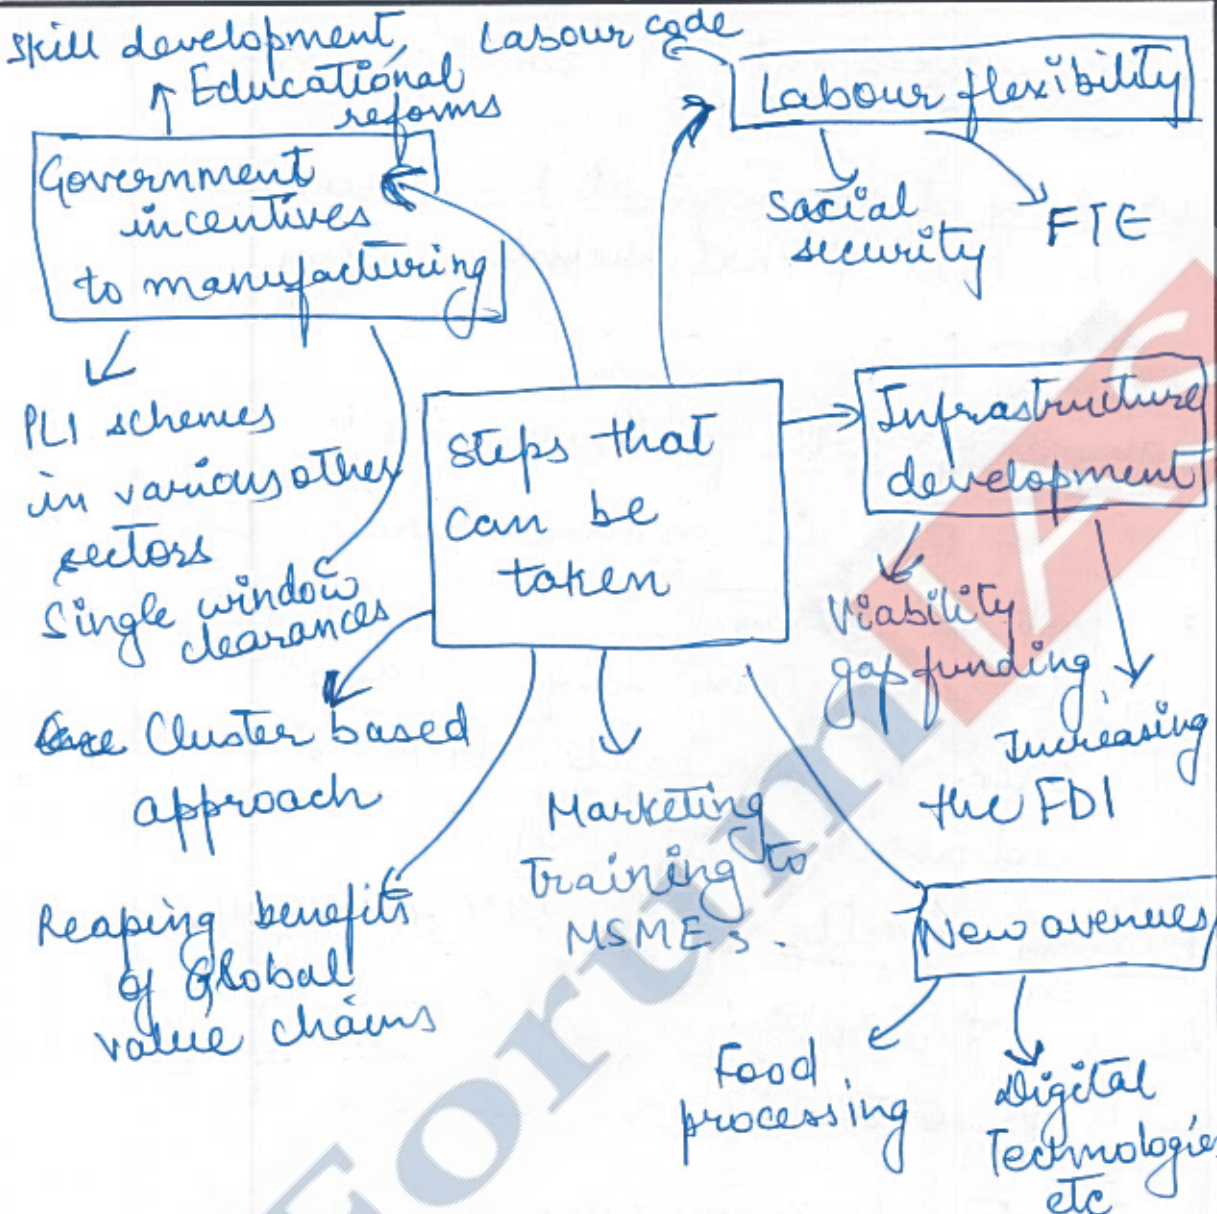 Skill development,
Educational
reforms
Labour code
Labour flexibility
Government
incentives
to manufacturing
Social
security
FTE
PLI schemes
in various other
sectors
Single window
clearances
Steps that
can be
taken
Infrastructure
development
Viability
gap funding
Increasing
the FDI
Cluster based
approach
Marketing
training to
MSMEs.
Reaping benefits
of Global
value chains
New avenues
Food
processing
Digital
Technologies
etc
ForumIAS